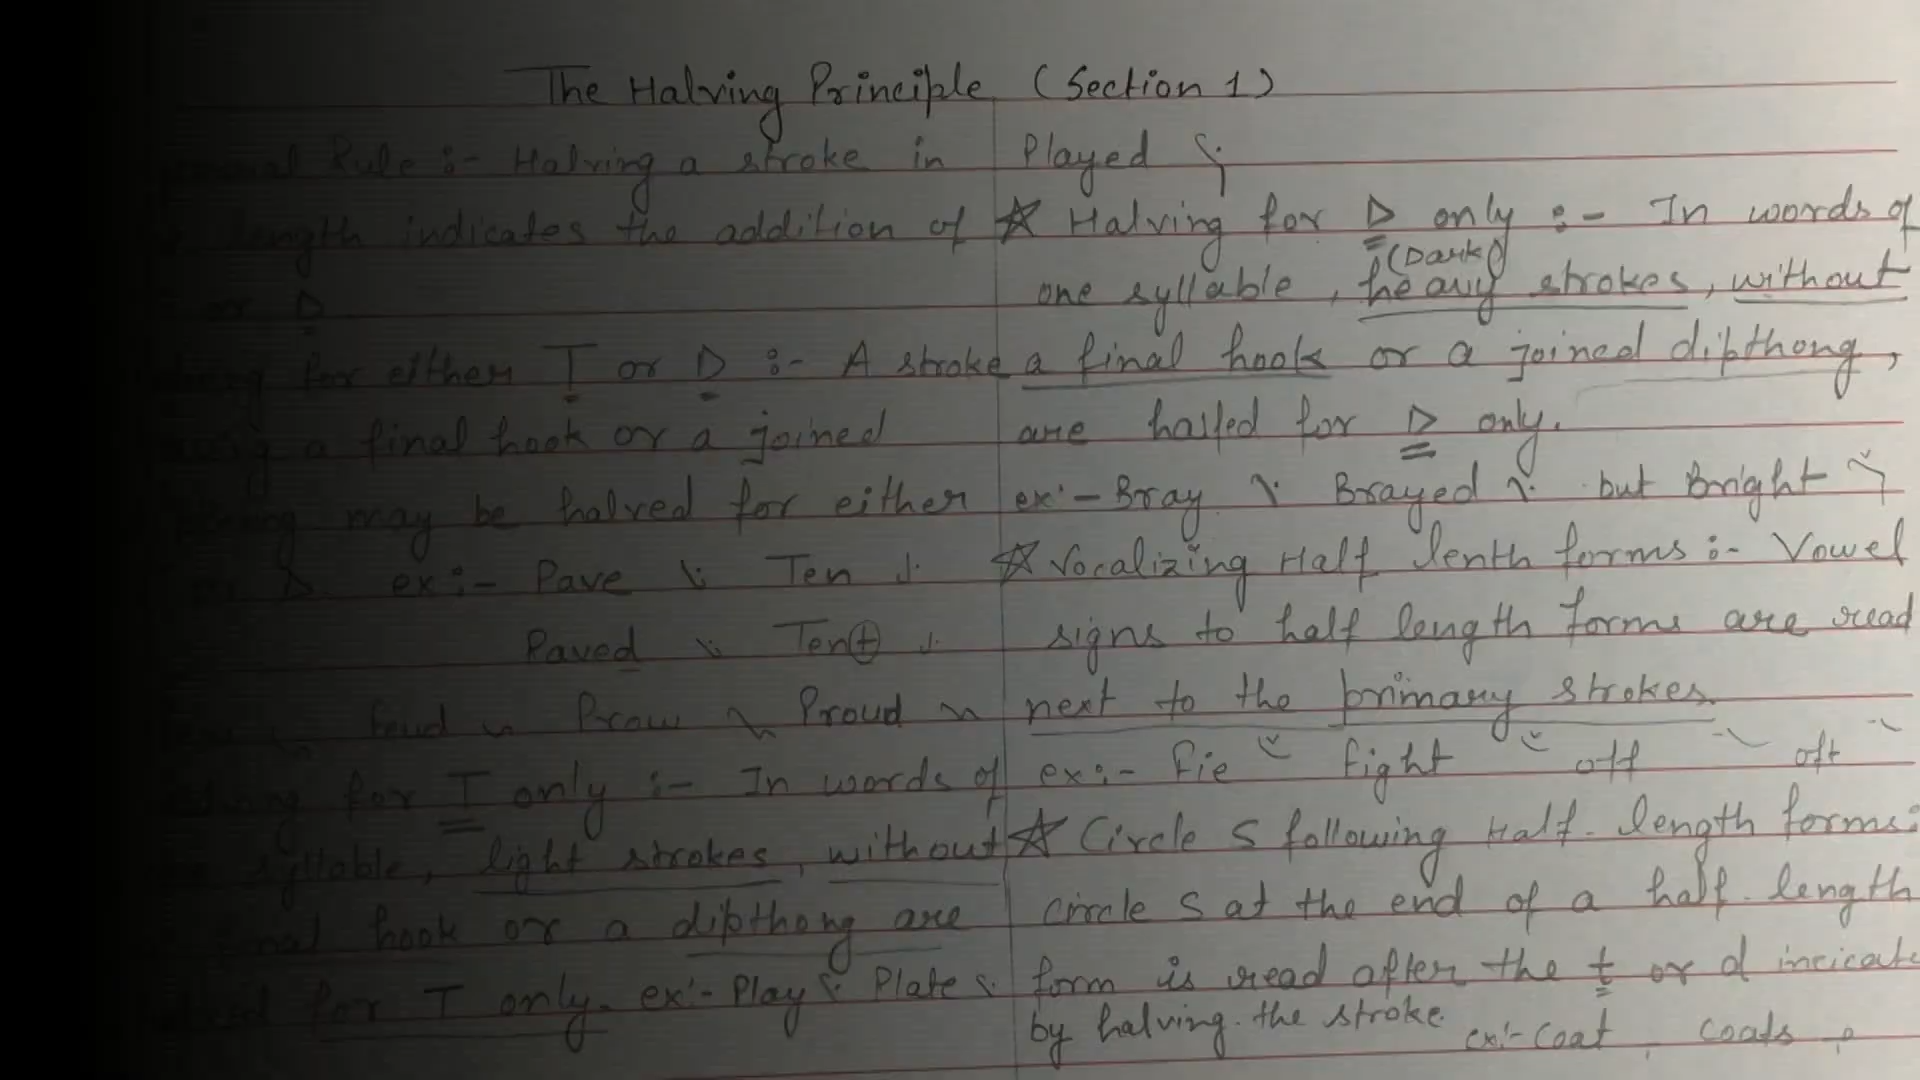 The Halving Principle (Section 1)
Rule :- Halving a stroke in
length indicates the addition of
or D
for either T or D :- A stroke
a final hook or a joined
may be halved for either
D ex:- Pave Ten
Paved Tent
feud Prow Proud
for T only :- In words of
syllable, light strokes, without
hook or a dipthong are
for T only. ex:- Play Plate
Played
☆ Halving for D only :- In words of
(Dark)
one syllable, heavy strokes, without
a final hook or a joined dipthong,
are halfed for D only.
ex:- Bray Brayed but Bright
☆ Vocalizing Half lenth forms :- Vowel
signs to half length forms are read
next to the primary strokes.
ex:- fie fight off oft
☆ Circle S following Half-length forms:
circle S at the end of a half-length
form is read after the t or d incicate
by halving the stroke ex:- Coat, coats